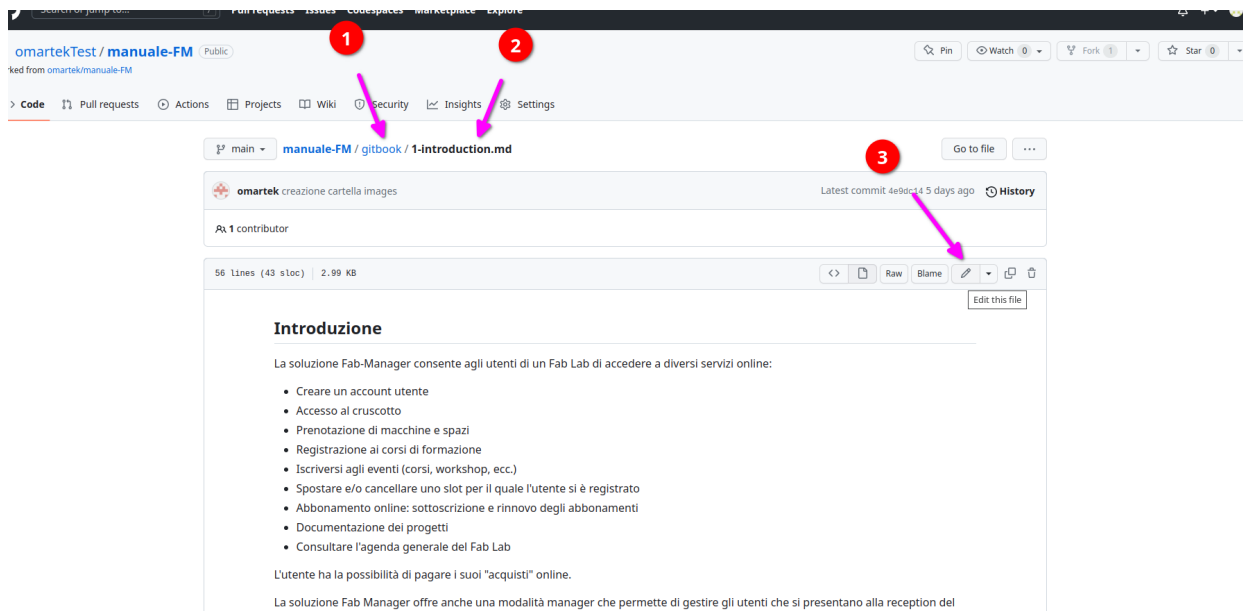 Search or jump to... / Pull requests Issues Codespaces Marketplace Explore
1 2
omartekTest / manuale-FM Public
Pin Watch 0 Fork 1 Star 0
ked from omartek/manuale-FM
Code Pull requests Actions Projects Wiki Security Insights Settings
main manuale-FM / gitbook / 1-introduction.md Go to file ...
3
omartek creazione cartella images Latest commit 4e9dc14 5 days ago History
1 contributor
56 lines (43 sloc) 2.99 KB <> Raw Blame
Edit this file
Introduzione
La soluzione Fab-Manager consente agli utenti di un Fab Lab di accedere a diversi servizi online:
• Creare un account utente
• Accesso al cruscotto
• Prenotazione di macchine e spazi
• Registrazione ai corsi di formazione
• Iscriversi agli eventi (corsi, workshop, ecc.)
• Spostare e/o cancellare uno slot per il quale l'utente si è registrato
• Abbonamento online: sottoscrizione e rinnovo degli abbonamenti
• Documentazione dei progetti
• Consultare l'agenda generale del Fab Lab
L'utente ha la possibilità di pagare i suoi "acquisti" online.
La soluzione Fab Manager offre anche una modalità manager che permette di gestire gli utenti che si presentano alla reception del